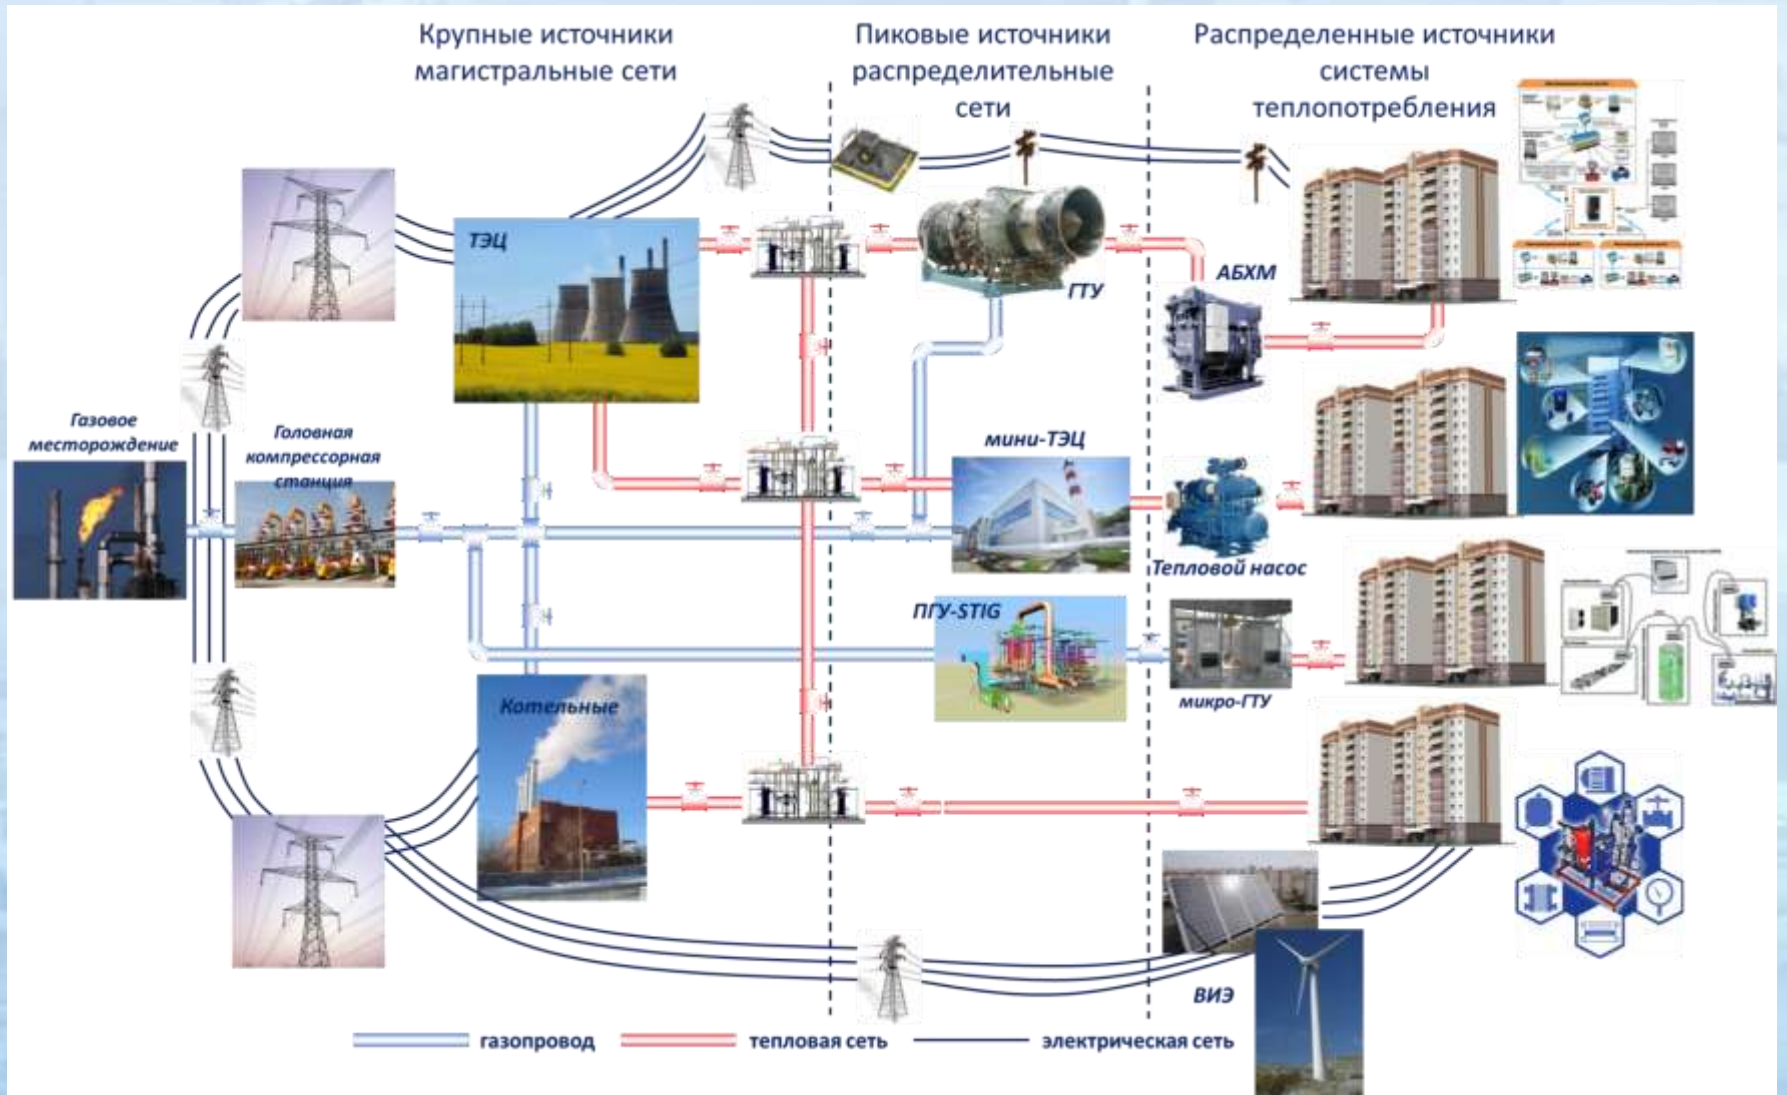 Крупные источники
магистральные сети
Пиковые источники
распределительные
сети
Распределенные источники
системы
теплопотребления
ТЭЦ
ГТУ
АБХМ
Газовое
месторождение
Головная
компрессорная
станция
мини-ТЭЦ
Тепловой насос
ПГУ-STIG
микро-ГТУ
Котельные
ВИЭ
газопровод
тепловая сеть
электрическая сеть